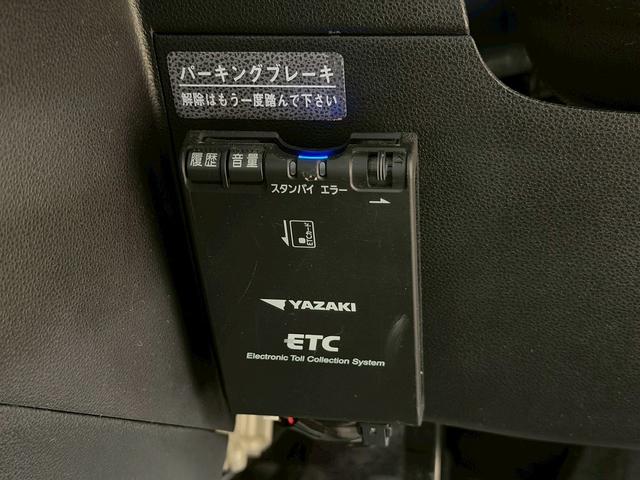 パーキングブレーキ
解除はもう一度踏んで下さい
履歴 音量
スタンバイ エラー
ETCカード
YAZAKI
ETC
Electronic Toll Collection System